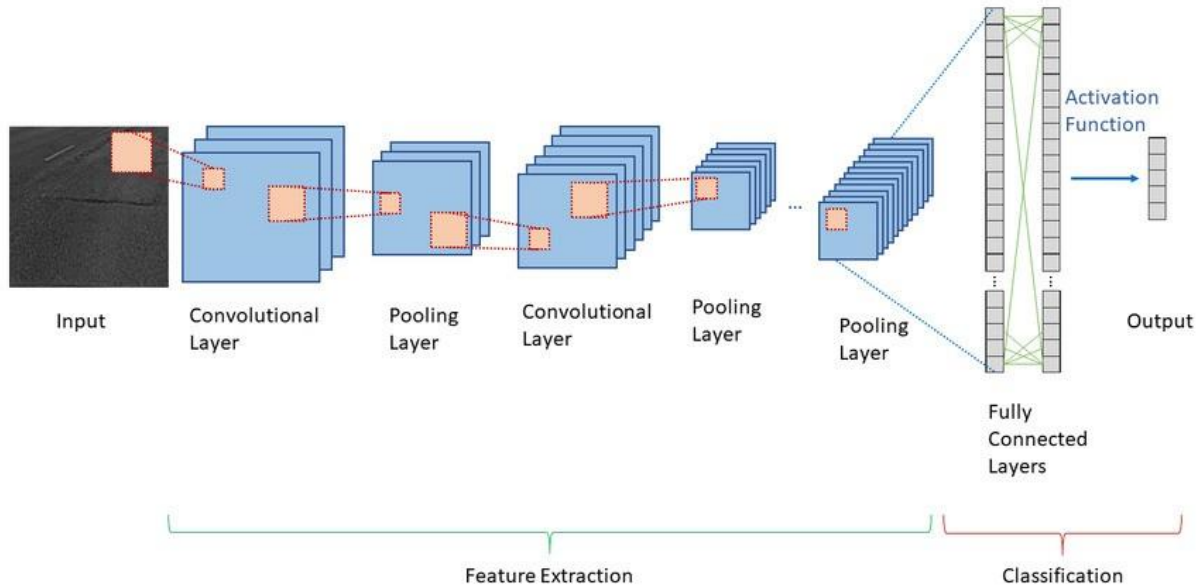 Activation
Function
Input
Convolutional
Layer
Pooling
Layer
Convolutional
Layer
Pooling
Layer
...
Pooling
Layer
Output
Fully
Connected
Layers
Feature Extraction
Classification